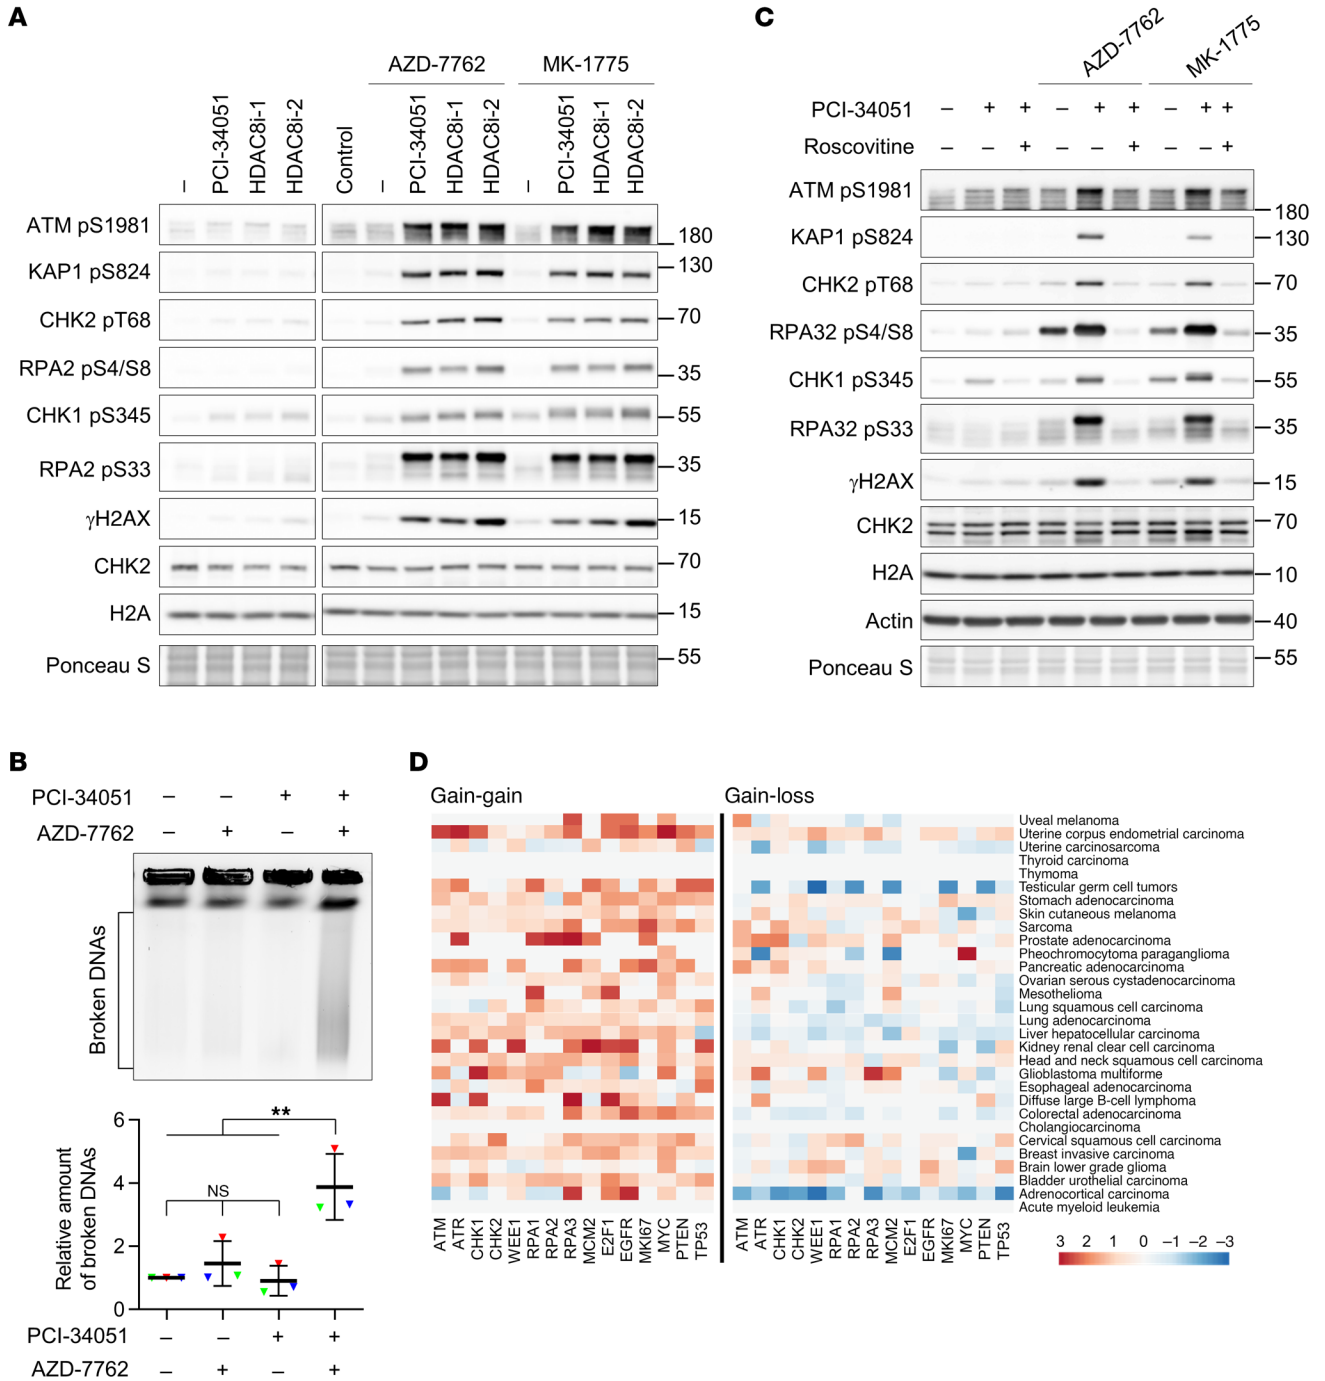 A
AZD-7762
MK-1775
–
PCI-34051
HDAC8i-1
HDAC8i-2
Control
–
PCI-34051
HDAC8i-1
HDAC8i-2
–
PCI-34051
HDAC8i-1
HDAC8i-2
ATM pS1981
180
KAP1 pS824
130
CHK2 pT68
70
RPA2 pS4/S8
35
CHK1 pS345
55
RPA2 pS33
35
γH2AX
15
CHK2
70
H2A
15
Ponceau S
55
C
AZD-7762
MK-1775
PCI-34051 – + + – + + – + +
Roscovitine – – + – – + – – +
ATM pS1981
180
KAP1 pS824
130
CHK2 pT68
70
RPA32 pS4/S8
35
CHK1 pS345
55
RPA32 pS33
35
γH2AX
15
CHK2
70
H2A
10
Actin
40
Ponceau S
55
B
PCI-34051 – – + +
AZD-7762 – + – +
Broken DNAs
Relative amount
of broken DNAs
6
4
2
0
**
NS
PCI-34051 – – + +
AZD-7762 – + – +
D
Gain-gain
Gain-loss
Uveal melanoma
Uterine corpus endometrial carcinoma
Uterine carcinosarcoma
Thyroid carcinoma
Thymoma
Testicular germ cell tumors
Stomach adenocarcinoma
Skin cutaneous melanoma
Sarcoma
Prostate adenocarcinoma
Pheochromocytoma paraganglioma
Pancreatic adenocarcinoma
Ovarian serous cystadenocarcinoma
Mesothelioma
Lung squamous cell carcinoma
Lung adenocarcinoma
Liver hepatocellular carcinoma
Kidney renal clear cell carcinoma
Head and neck squamous cell carcinoma
Glioblastoma multiforme
Esophageal adenocarcinoma
Diffuse large B-cell lymphoma
Colorectal adenocarcinoma
Cholangiocarcinoma
Cervical squamous cell carcinoma
Breast invasive carcinoma
Brain lower grade glioma
Bladder urothelial carcinoma
Adrenocortical carcinoma
Acute myeloid leukemia
ATM
ATR
CHK1
CHK2
WEE1
RPA1
RPA2
RPA3
MCM2
E2F1
EGFR
MKI67
MYC
PTEN
TP53
ATM
ATR
CHK1
CHK2
WEE1
RPA1
RPA2
RPA3
MCM2
E2F1
EGFR
MKI67
MYC
PTEN
TP53
3 2 1 0 –1 –2 –3